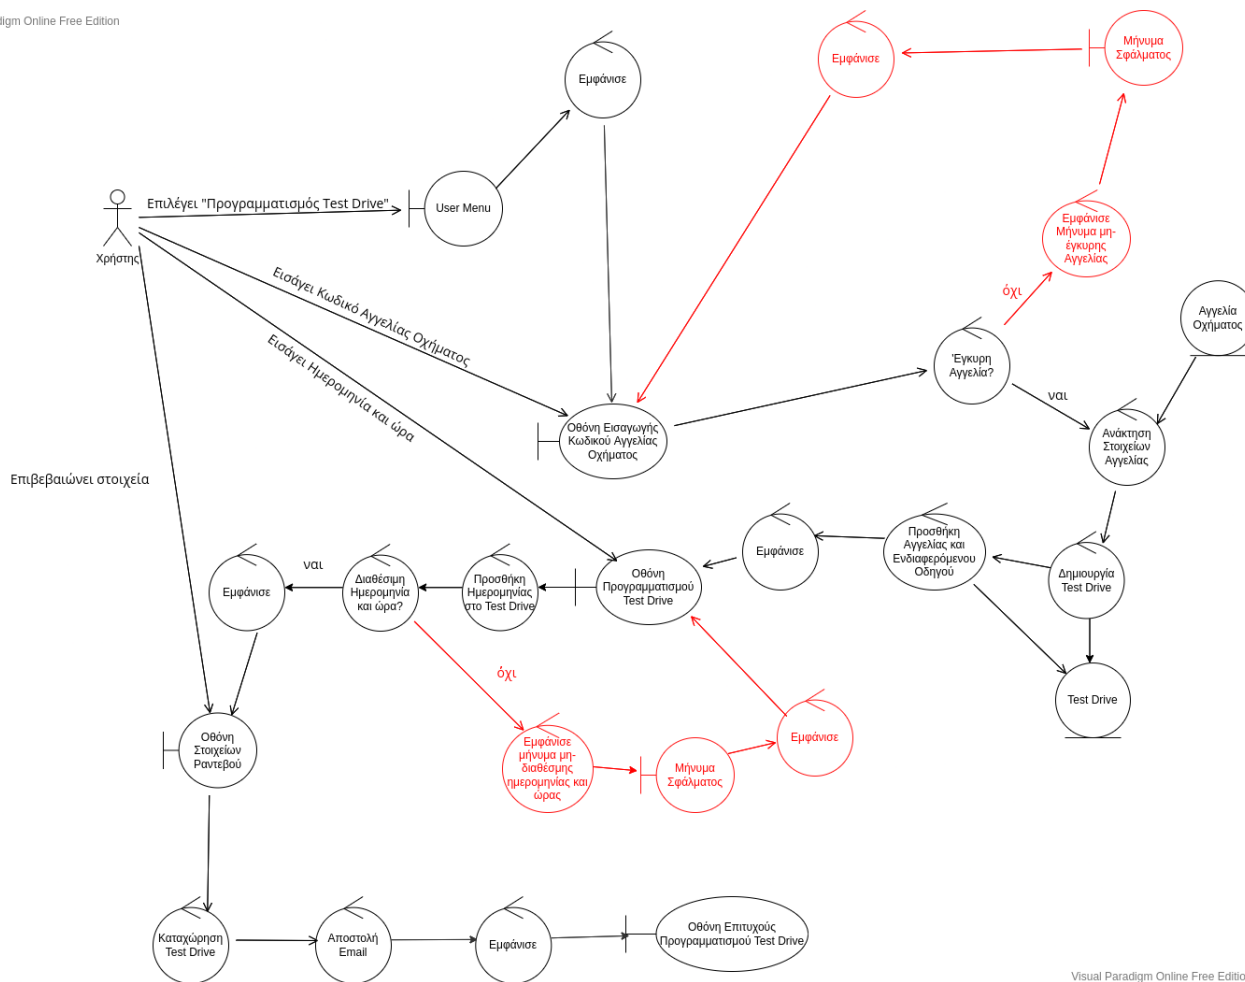 digm Online Free Edition
Εμφάνισε
Εμφάνισε
Μήνυμα
Σφάλματος
Επιλέγει "Προγραμματισμός Test Drive"
User Menu
Χρήστης
Εμφάνισε
Μήνυμα μη-
έγκυρης
Αγγελίας
όχι
Αγγελία
Οχήματος
Εισάγει Κωδικό Αγγελίας Οχήματος
Εισάγει Ημερομηνία και ώρα
Έγκυρη
Αγγελία?
ναι
Οθόνη Εισαγωγής
Κωδικού Αγγελίας
Οχήματος
Ανάκτηση
Στοιχείων
Αγγελίας
Επιβεβαιώνει στοιχεία
Εμφάνισε
ναι
Διαθέσιμη
Ημερομηνία
και ώρα?
Προσθήκη
Ημερομηνίας
στο Test Drive
Οθόνη
Προγραμματισμού
Test Drive
Εμφάνισε
Προσθήκη
Αγγελίας και
Ενδιαφερόμενου
Οδηγού
Δημιουργία
Test Drive
όχι
Test Drive
Οθόνη
Στοιχείων
Ραντεβού
Εμφάνισε
μήνυμα μη-
διαθέσμης
ημερομηνίας και
ώρας
Μήνυμα
Σφάλματος
Εμφάνισε
Καταχώρηση
Test Drive
Αποστολή
Email
Εμφάνισε
Οθόνη Επιτυχούς
Προγραμματισμού Test Drive
Visual Paradigm Online Free Editio